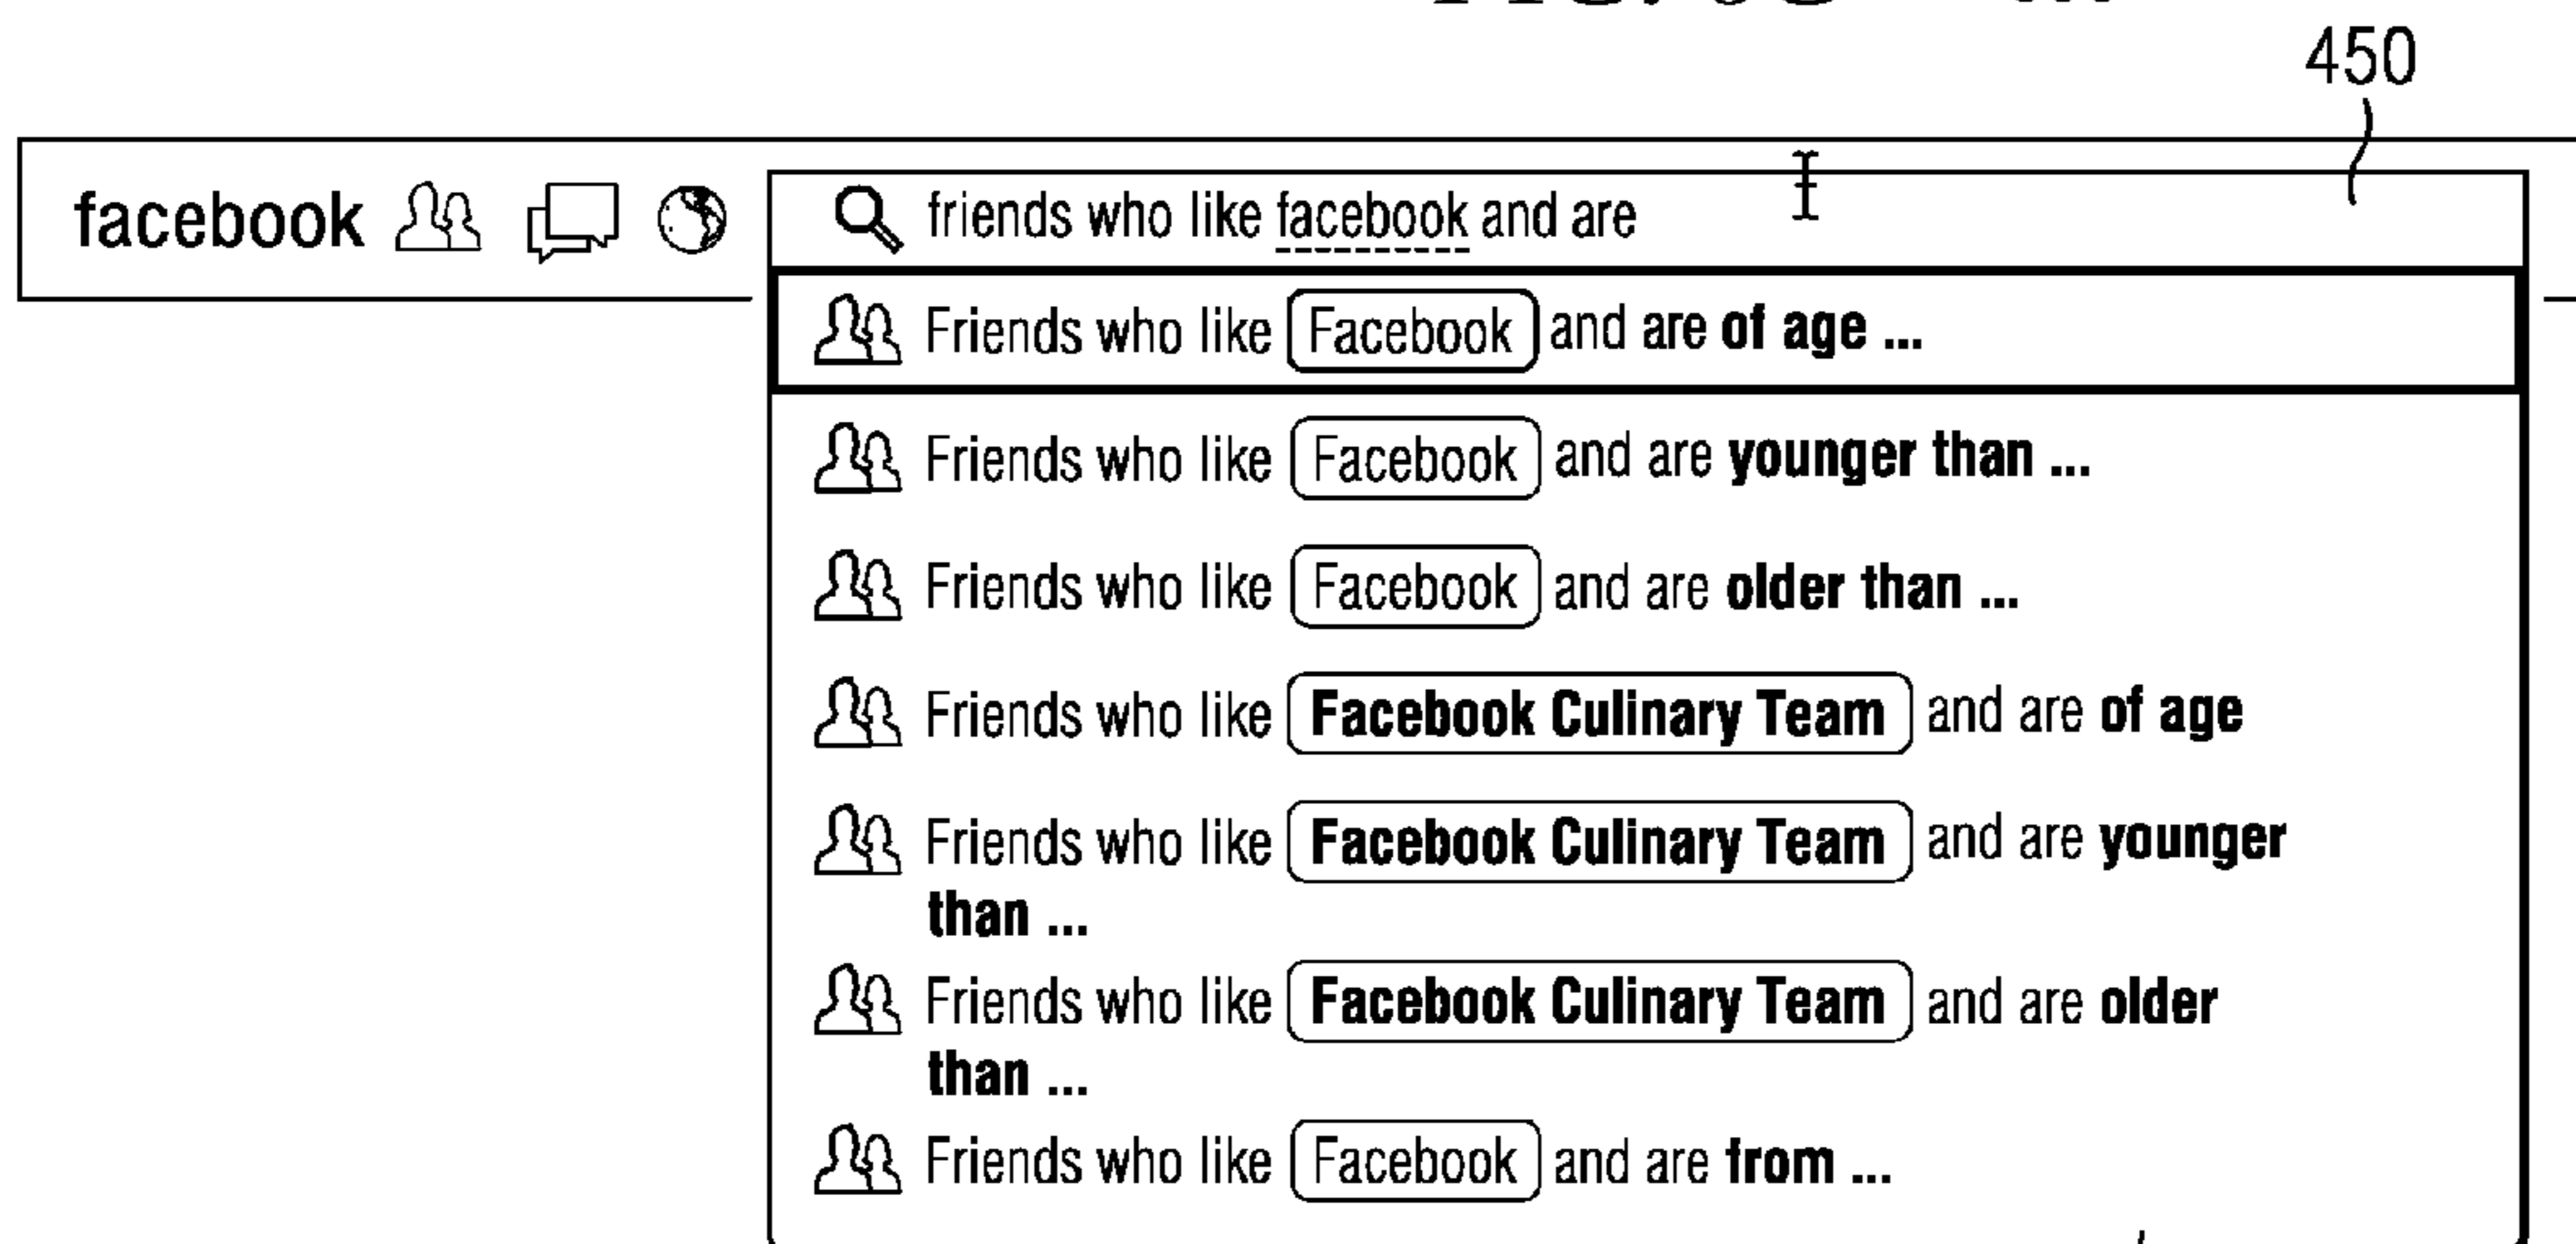 450
facebook friends who like facebook and are
Friends who like Facebook and are of age ...
Friends who like Facebook and are younger than ...
Friends who like Facebook and are older than ...
Friends who like Facebook Culinary Team and are of age
Friends who like Facebook Culinary Team and are younger
than ...
Friends who like Facebook Culinary Team and are older
than ...
Friends who like Facebook and are from ...